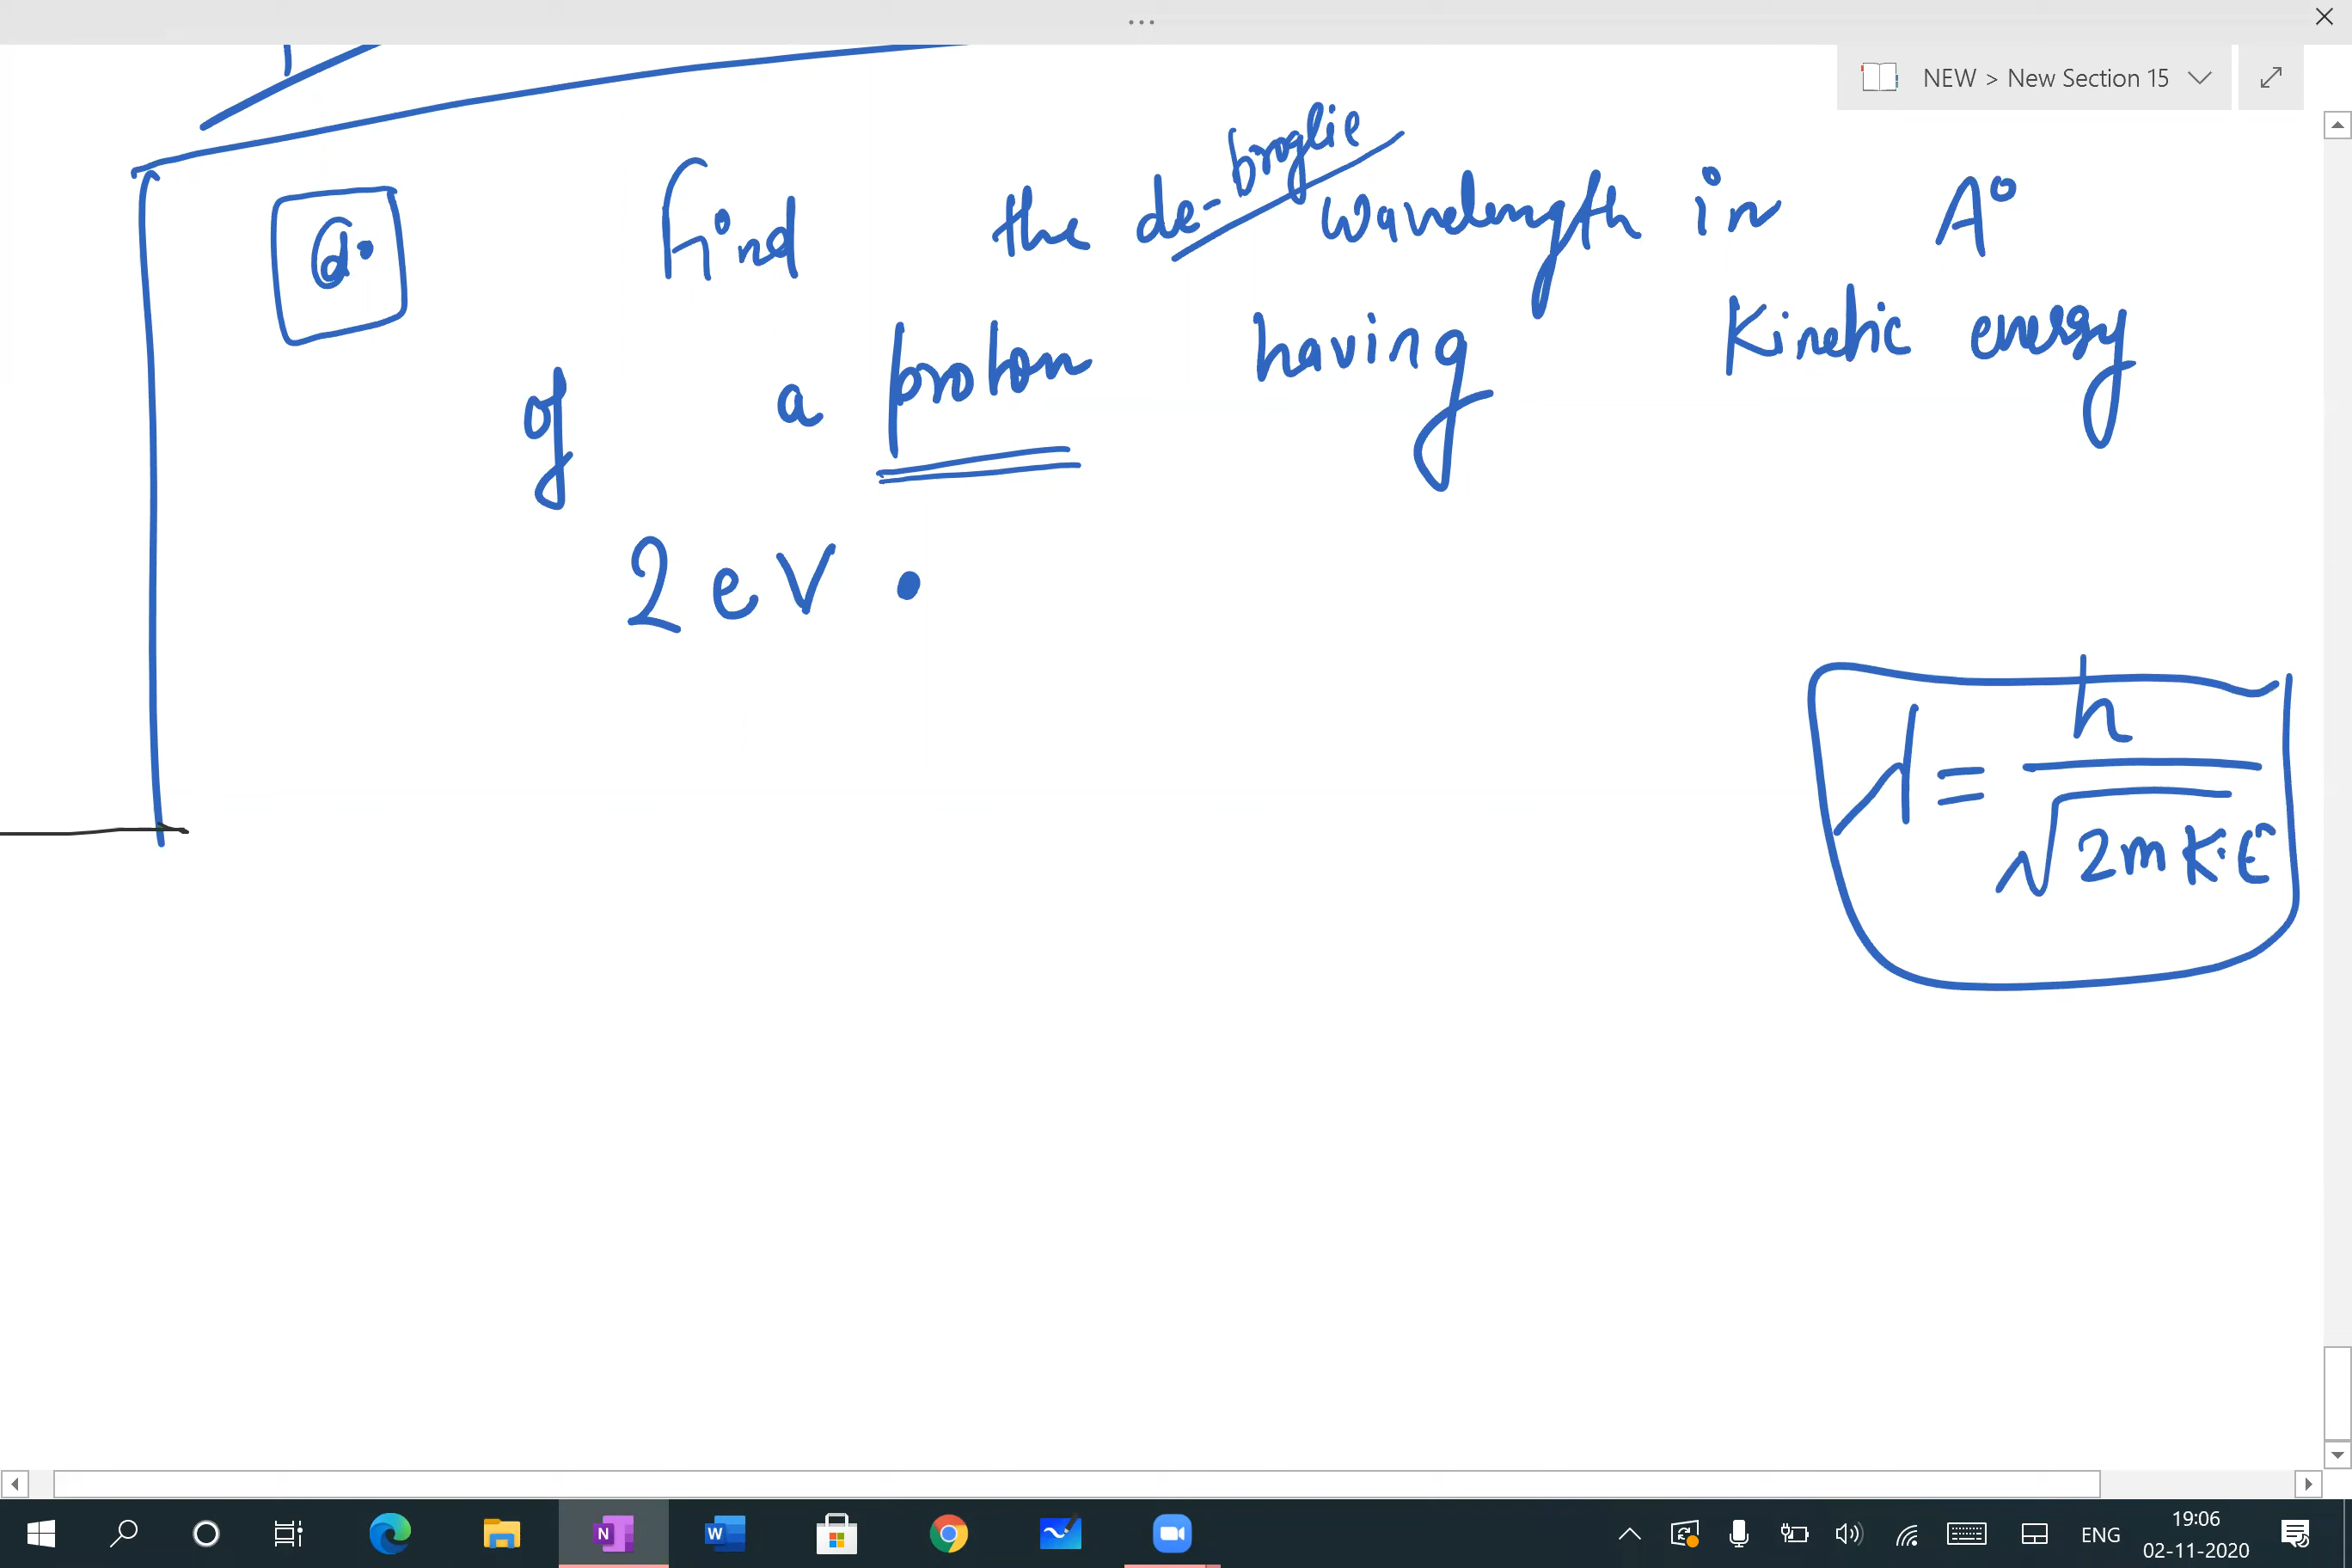 NEW > New Section 15
Q. Find the de-broglie wavelength in A°
of a proton having Kinetic energy
2 eV .
λ = h / √2mK.E
ENG
19:06
02-11-2020